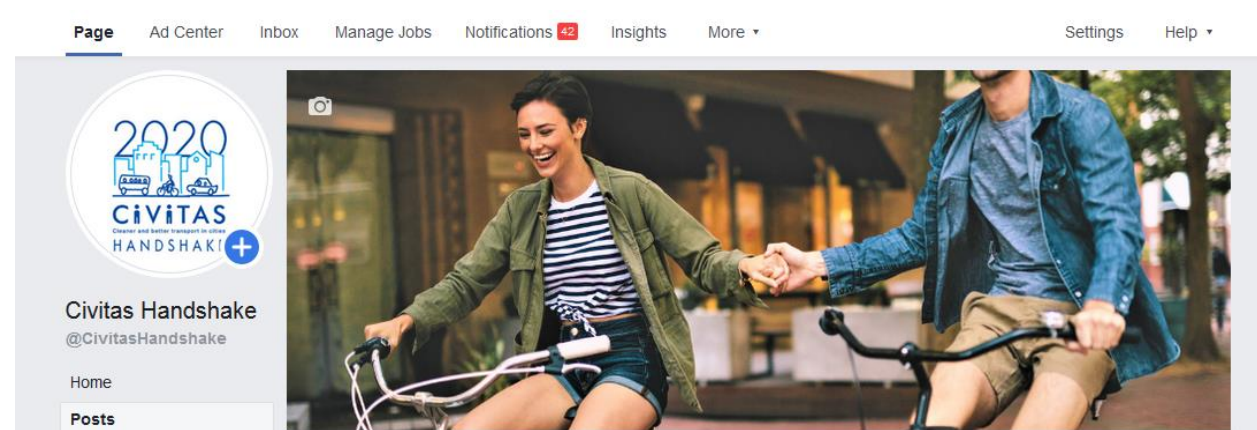 Page Ad Center Inbox Manage Jobs Notifications 42 Insights More Settings Help
2020
CiViTAS
Cleaner and better transport in cities
HANDSHAK
Civitas Handshake
@CivitasHandshake
Home
Posts